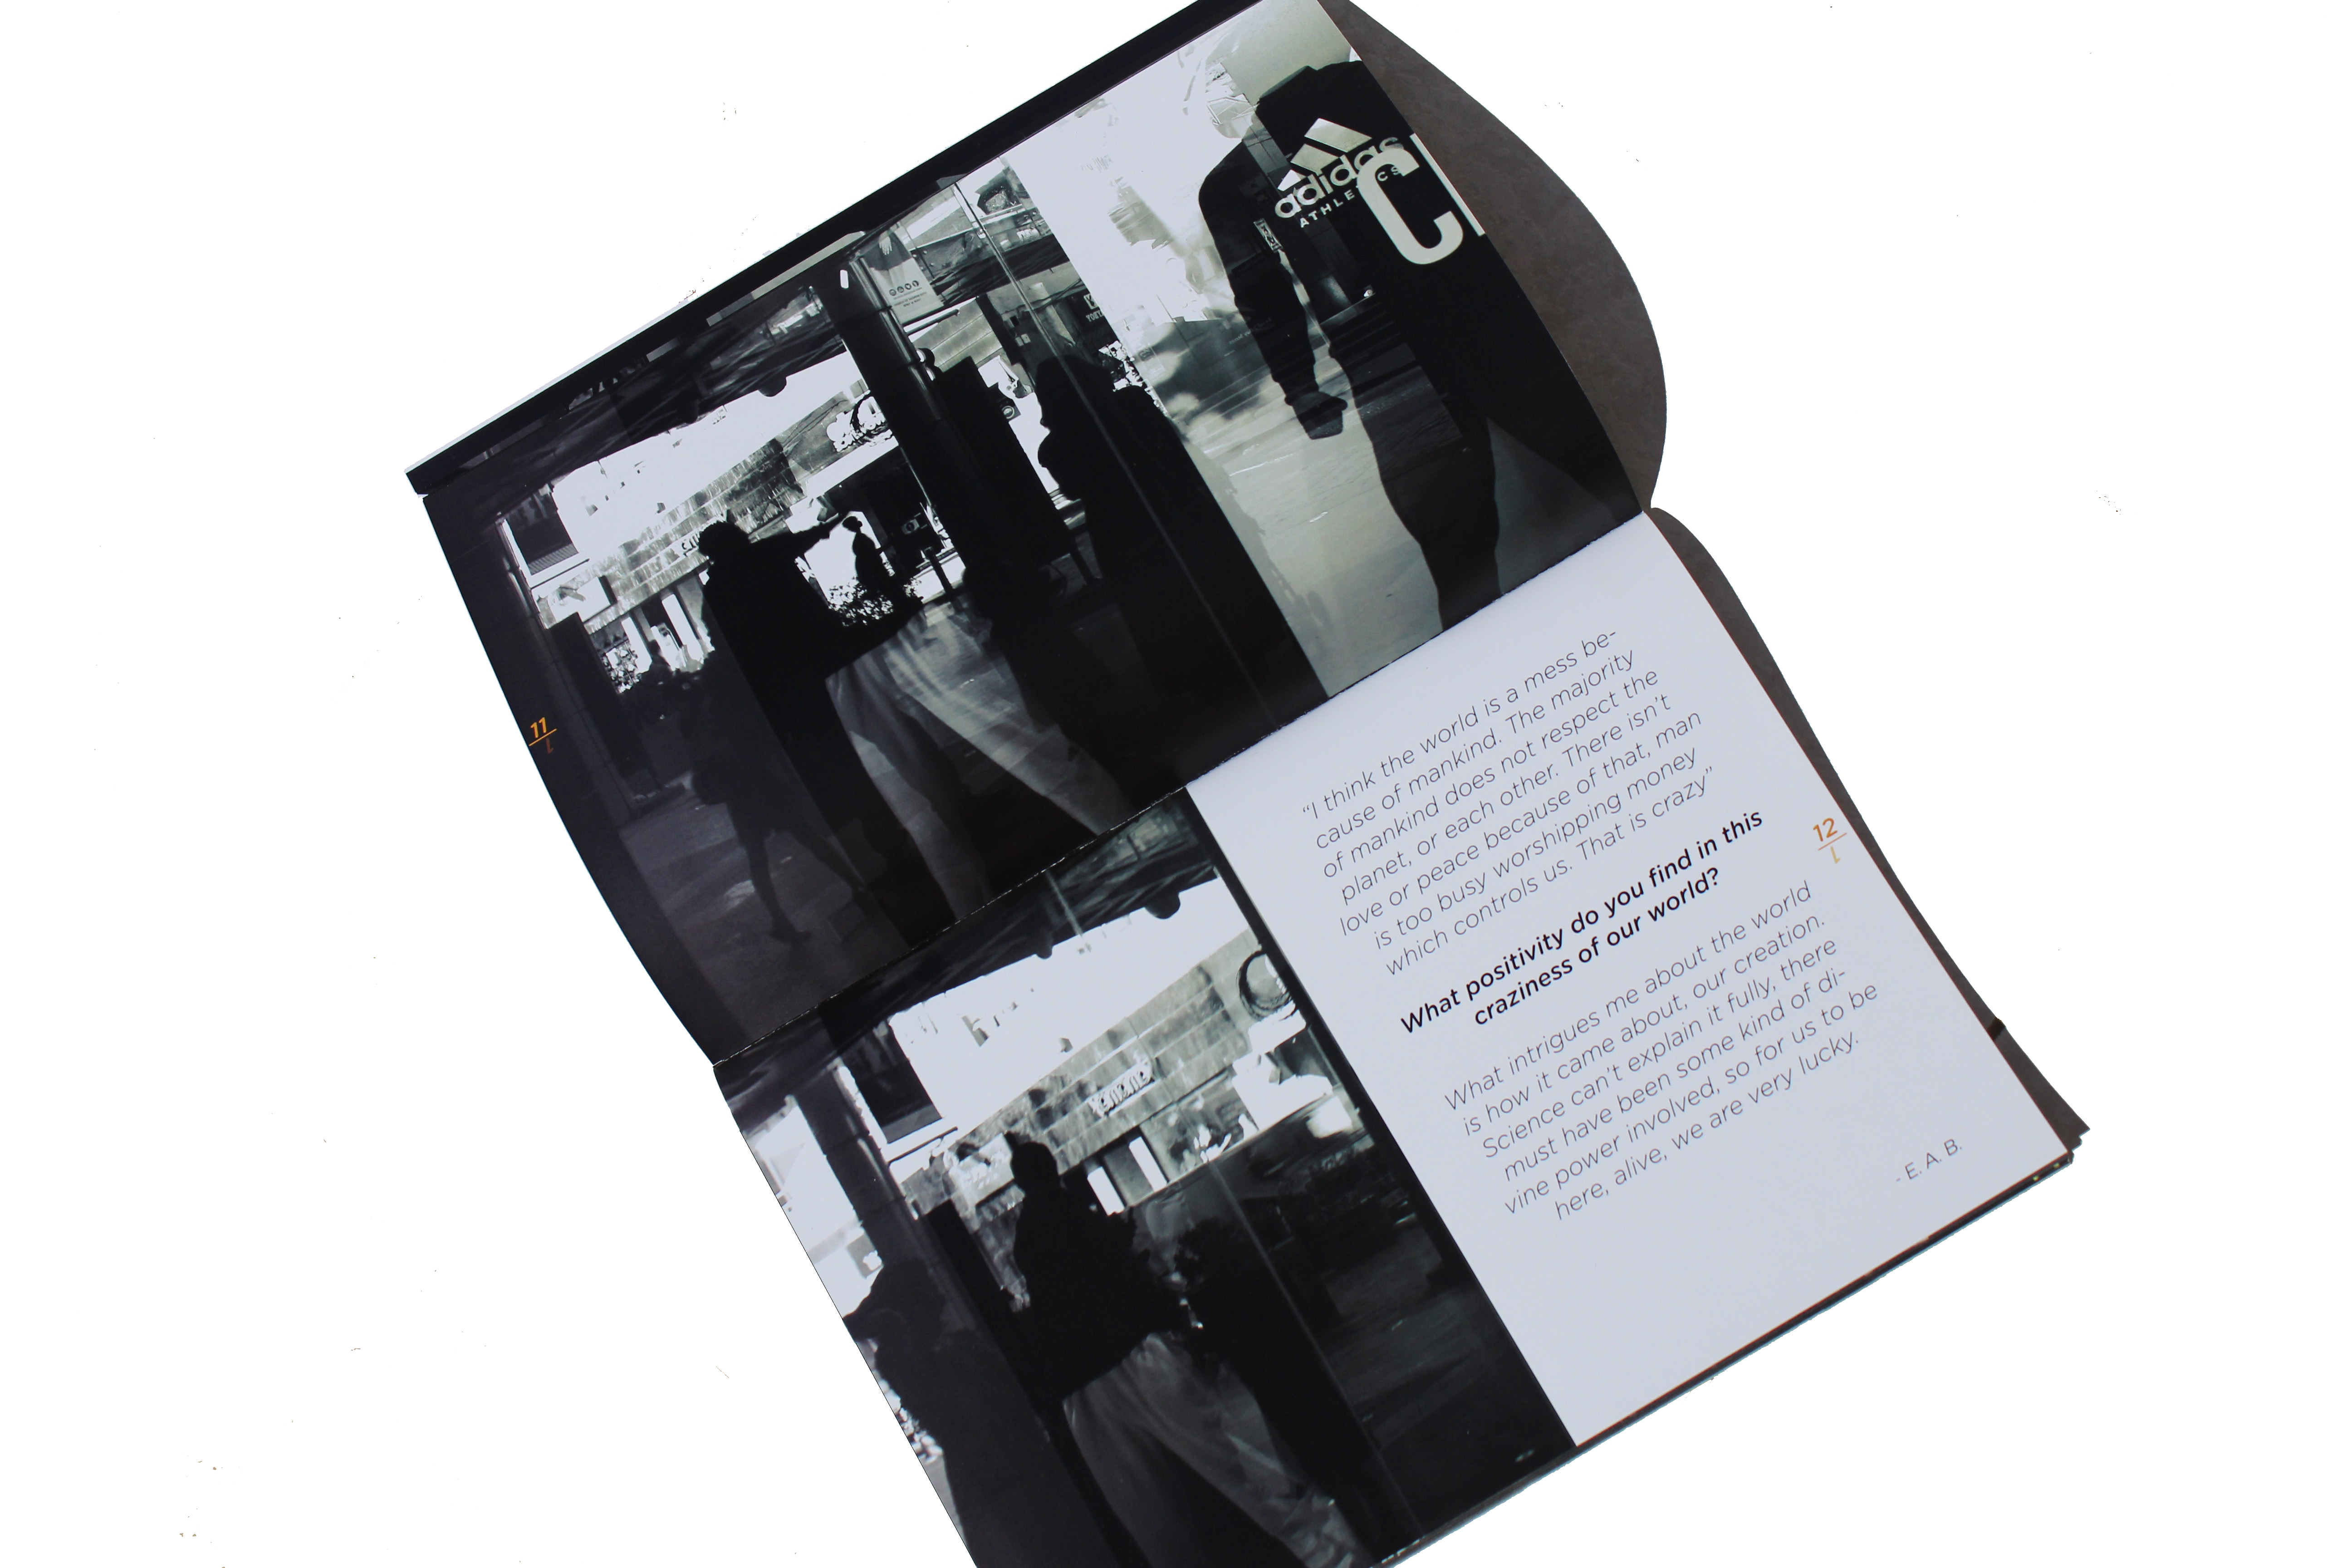 adidas
ATHLE CS
C
11
"I think the world is a mess be-
cause of mankind. The majority
of mankind does not respect the
planet, or each other. There isn't
love or peace because of that, man
is too busy worshipping money
which controls us. That is crazy"
What positivity do you find in this
craziness of our world?
12
What intrigues me about the world
is how it came about, our creation.
Science can't explain it fully, there
must have been some kind of di-
vine power involved, so for us to be
here, alive, we are very lucky.
- E. A. B.